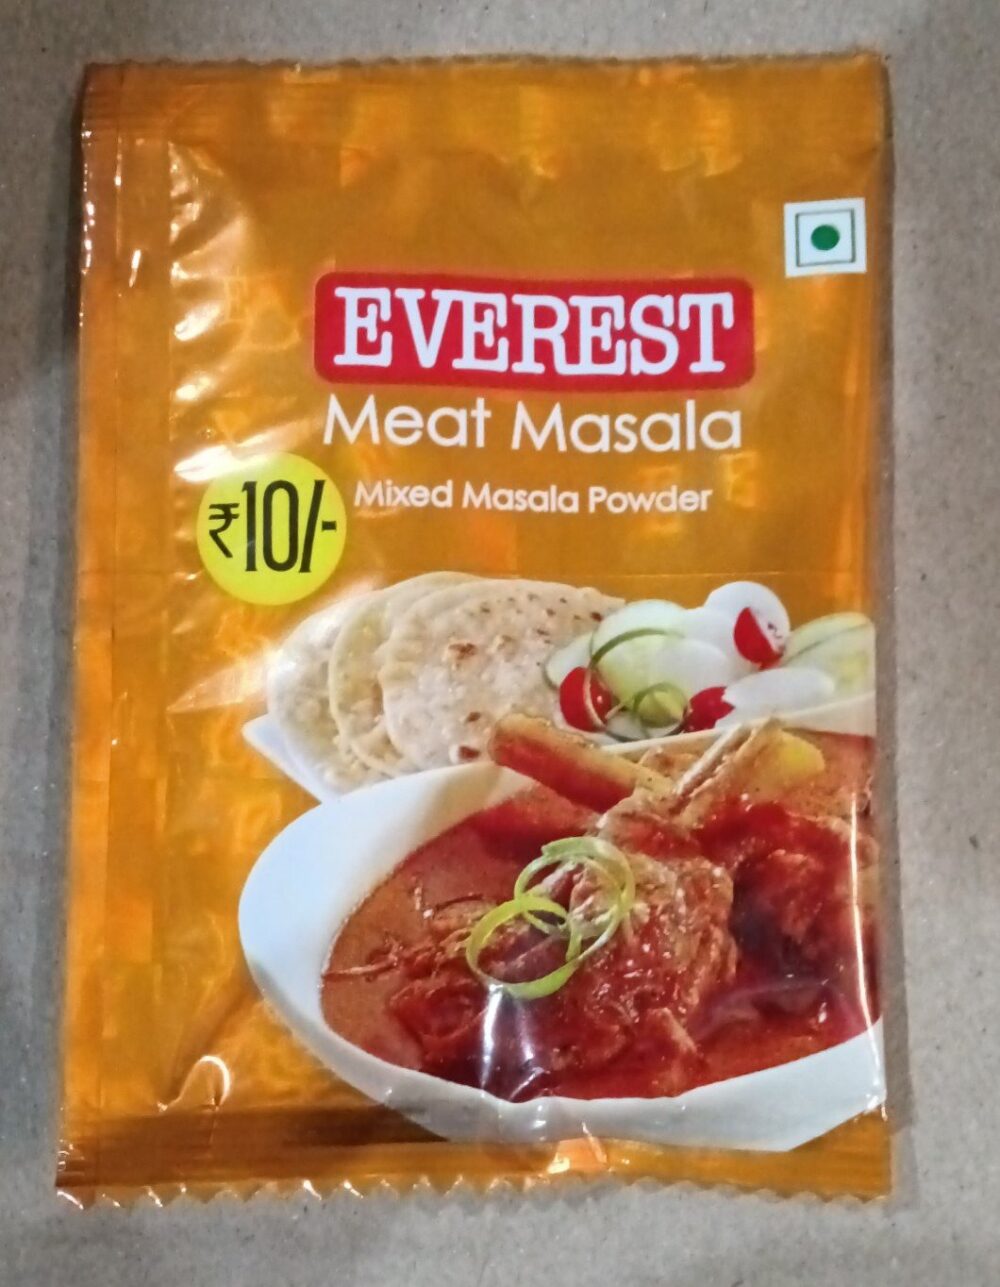 EVEREST
Meat Masala
Mixed Masala Powder
₹10/-